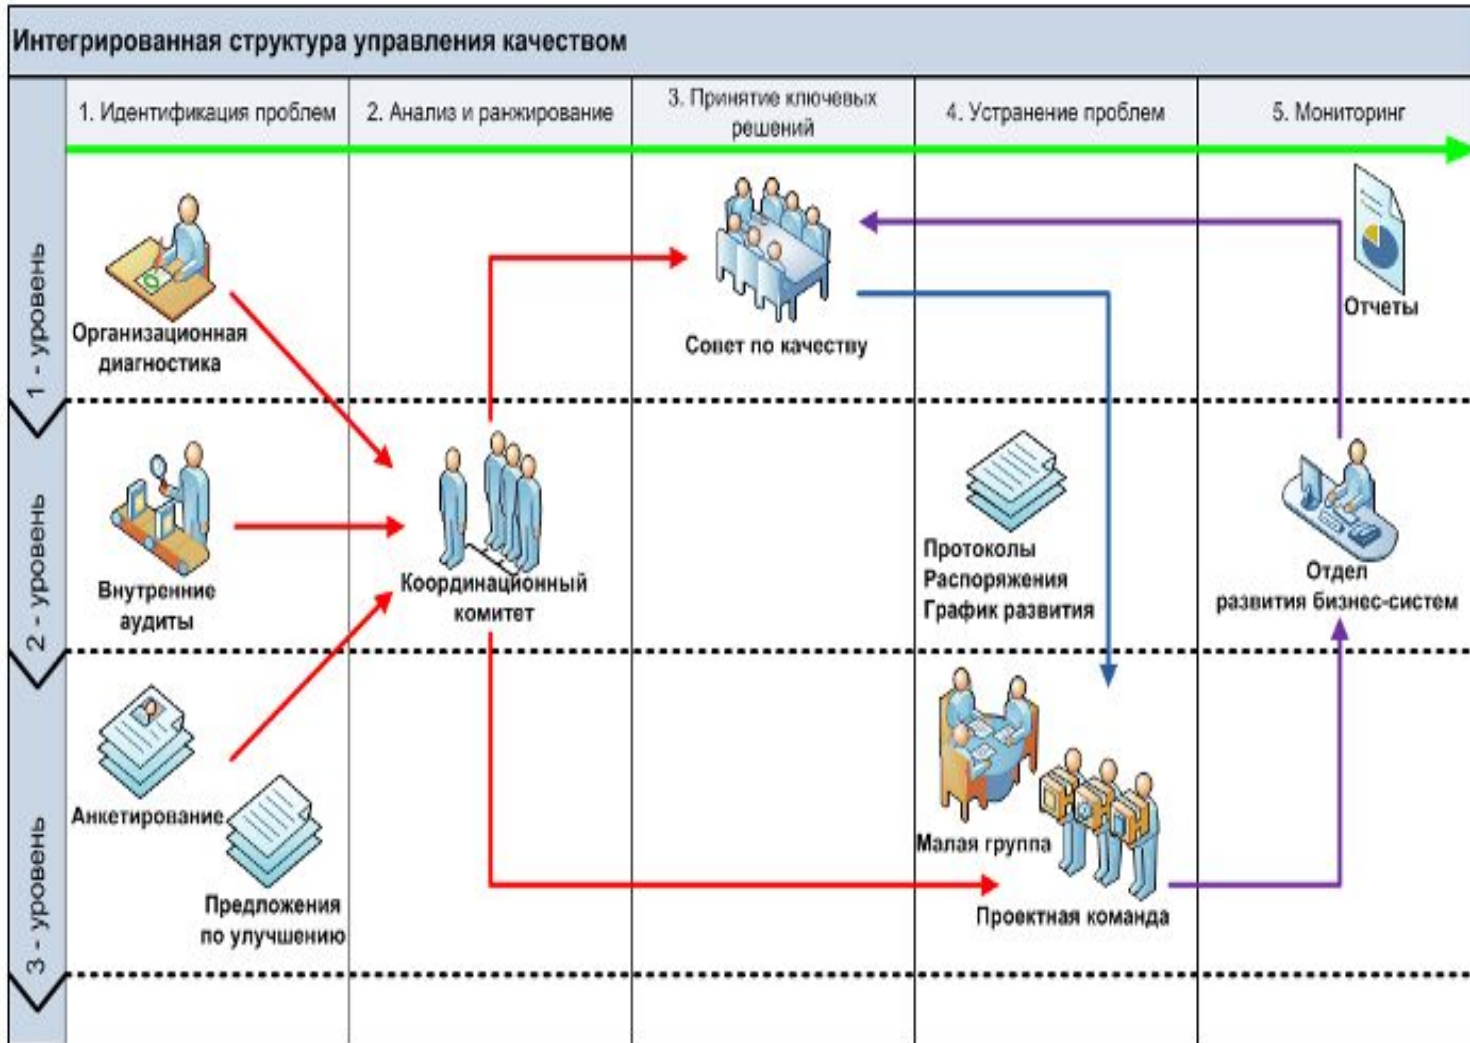 Интегрированная структура управления качеством
1. Идентификация проблем
2. Анализ и ранжирование
3. Принятие ключевых
решений
4. Устранение проблем
5. Мониторинг
1 - уровень
Организационная
диагностика
Совет по качеству
Отчеты
2 - уровень
Внутренние
аудиты
Координационный
комитет
Протоколы
Распоряжения
График развития
Отдел
развития бизнес-систем
3 - уровень
Анкетирование
Предложения
по улучшению
Малая группа
Проектная команда